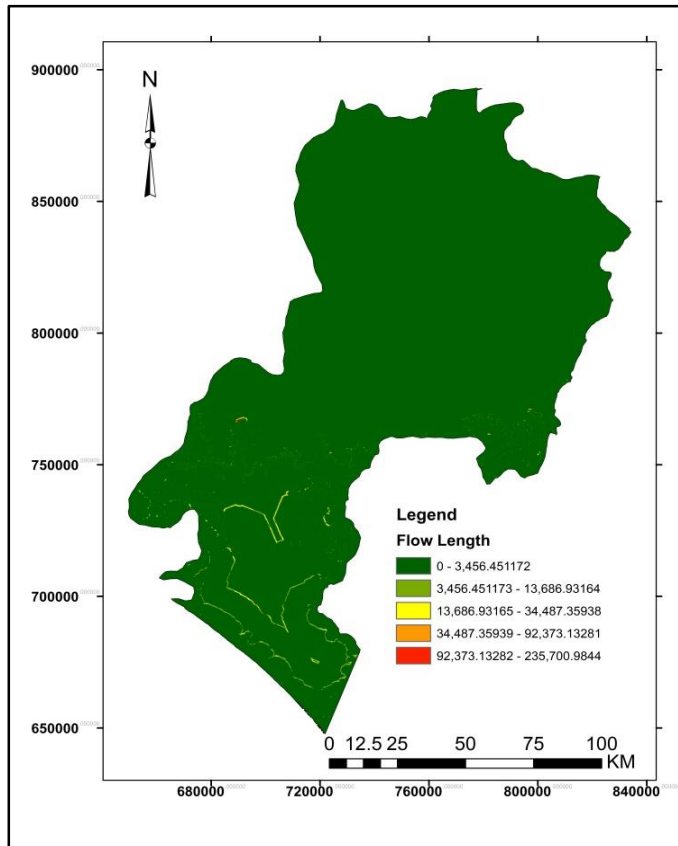 N
900000
850000
800000
750000
700000
650000
Legend
Flow Length
0 - 3,456.451172
3,456.451173 - 13,686.93164
13,686.93165 - 34,487.35938
34,487.35939 - 92,373.13281
92,373.13282 - 235,700.9844
0 12.5 25 50 75 100
KM
680000 720000 760000 800000 840000